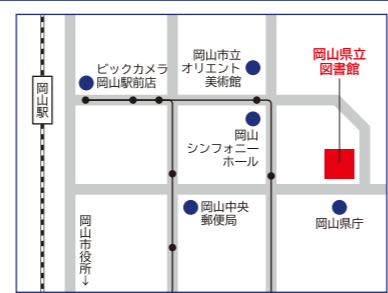 ビックカメラ
岡山駅前店
岡山市立
オリエント
美術館
岡山県立
図書館
岡山駅
岡山
シンフォニー
ホール
岡山中央
郵便局
岡山県庁
岡山市役所↓